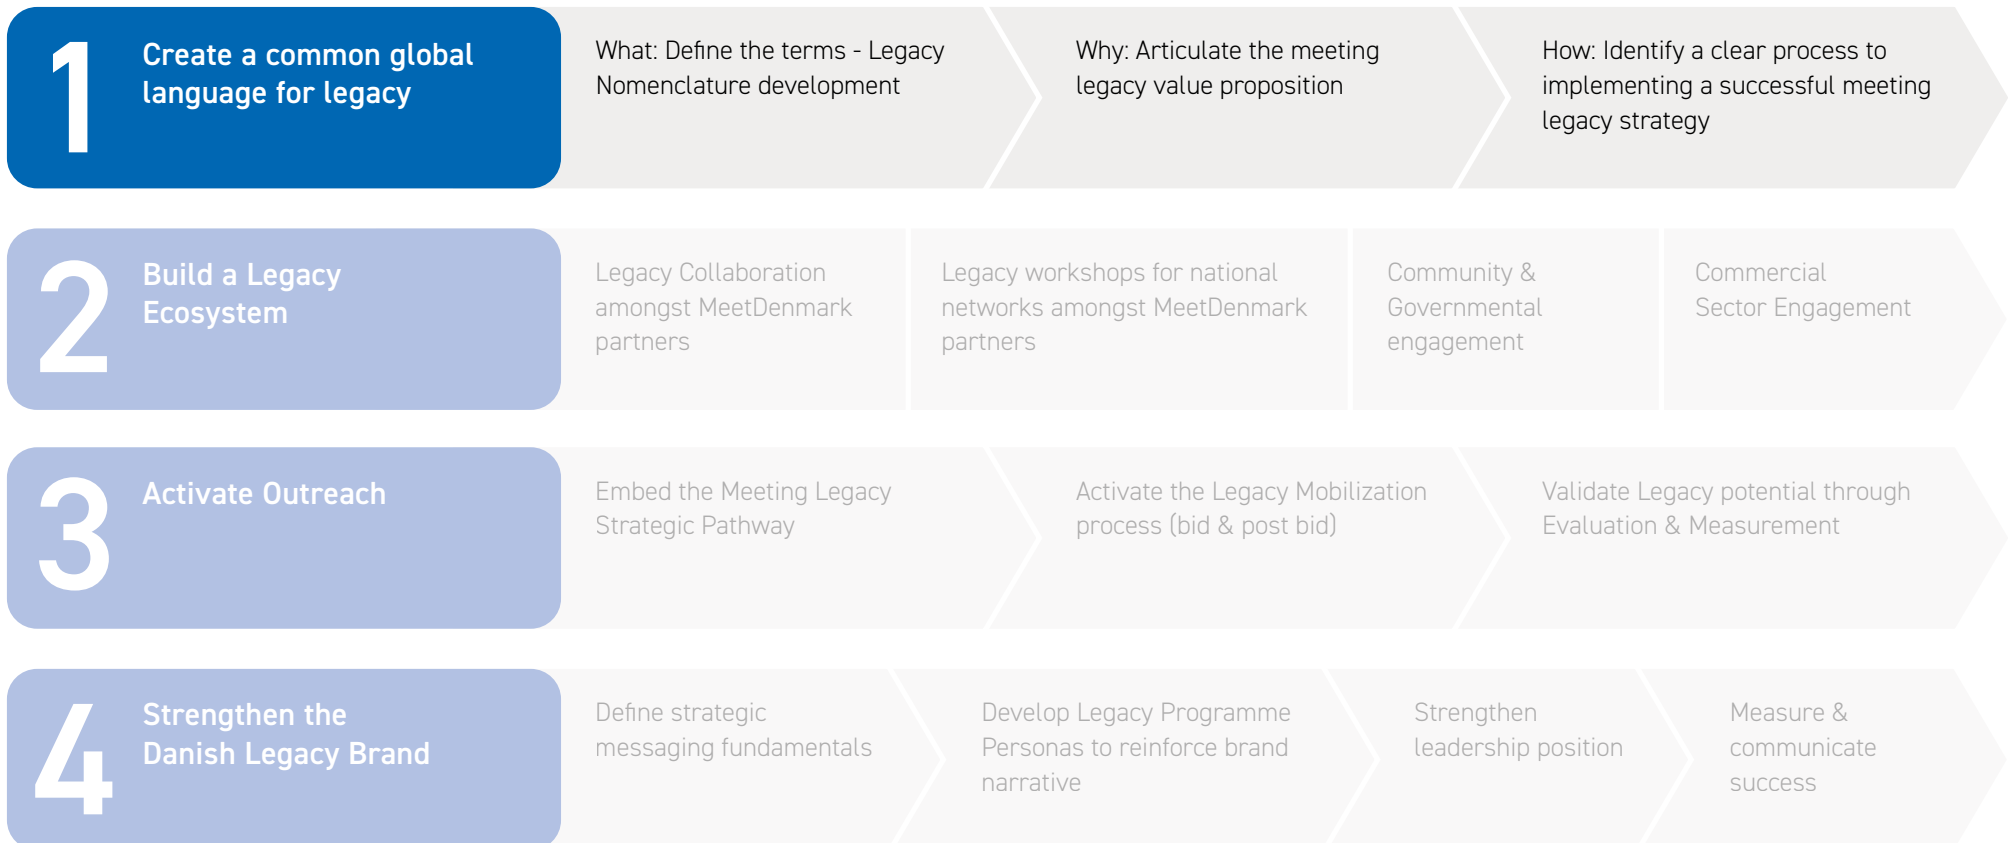 1
Create a common global
language for legacy
What: Define the terms - Legacy
Nomenclature development
Why: Articulate the meeting
legacy value proposition
How: Identify a clear process to
implementing a successful meeting
legacy strategy
2
Build a Legacy
Ecosystem
Legacy Collaboration
amongst MeetDenmark
partners
Legacy workshops for national
networks amongst MeetDenmark
partners
Community &
Governmental
engagement
Commercial
Sector Engagement
3
Activate Outreach
Embed the Meeting Legacy
Strategic Pathway
Activate the Legacy Mobilization
process (bid & post bid)
Validate Legacy potential through
Evaluation & Measurement
4
Strengthen the
Danish Legacy Brand
Define strategic
messaging fundamentals
Develop Legacy Programme
Personas to reinforce brand
narrative
Strengthen
leadership position
Measure &
communicate
success